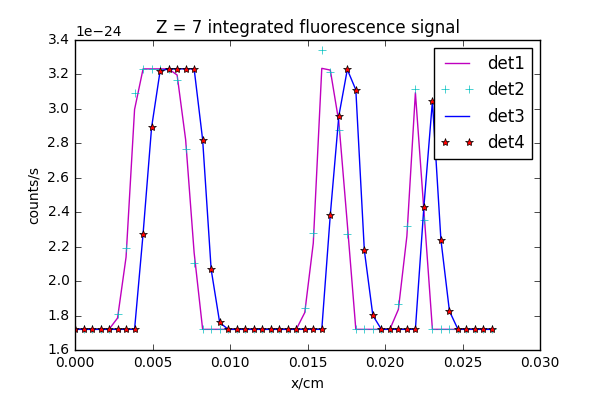 Z = 7 integrated fluorescence signal
1e−24
3.4
3.2
3.0
2.8
2.6
2.4
2.2
2.0
1.8
1.6
counts/s
det1
det2
det3
det4
0.000 0.005 0.010 0.015 0.020 0.025 0.030
x/cm